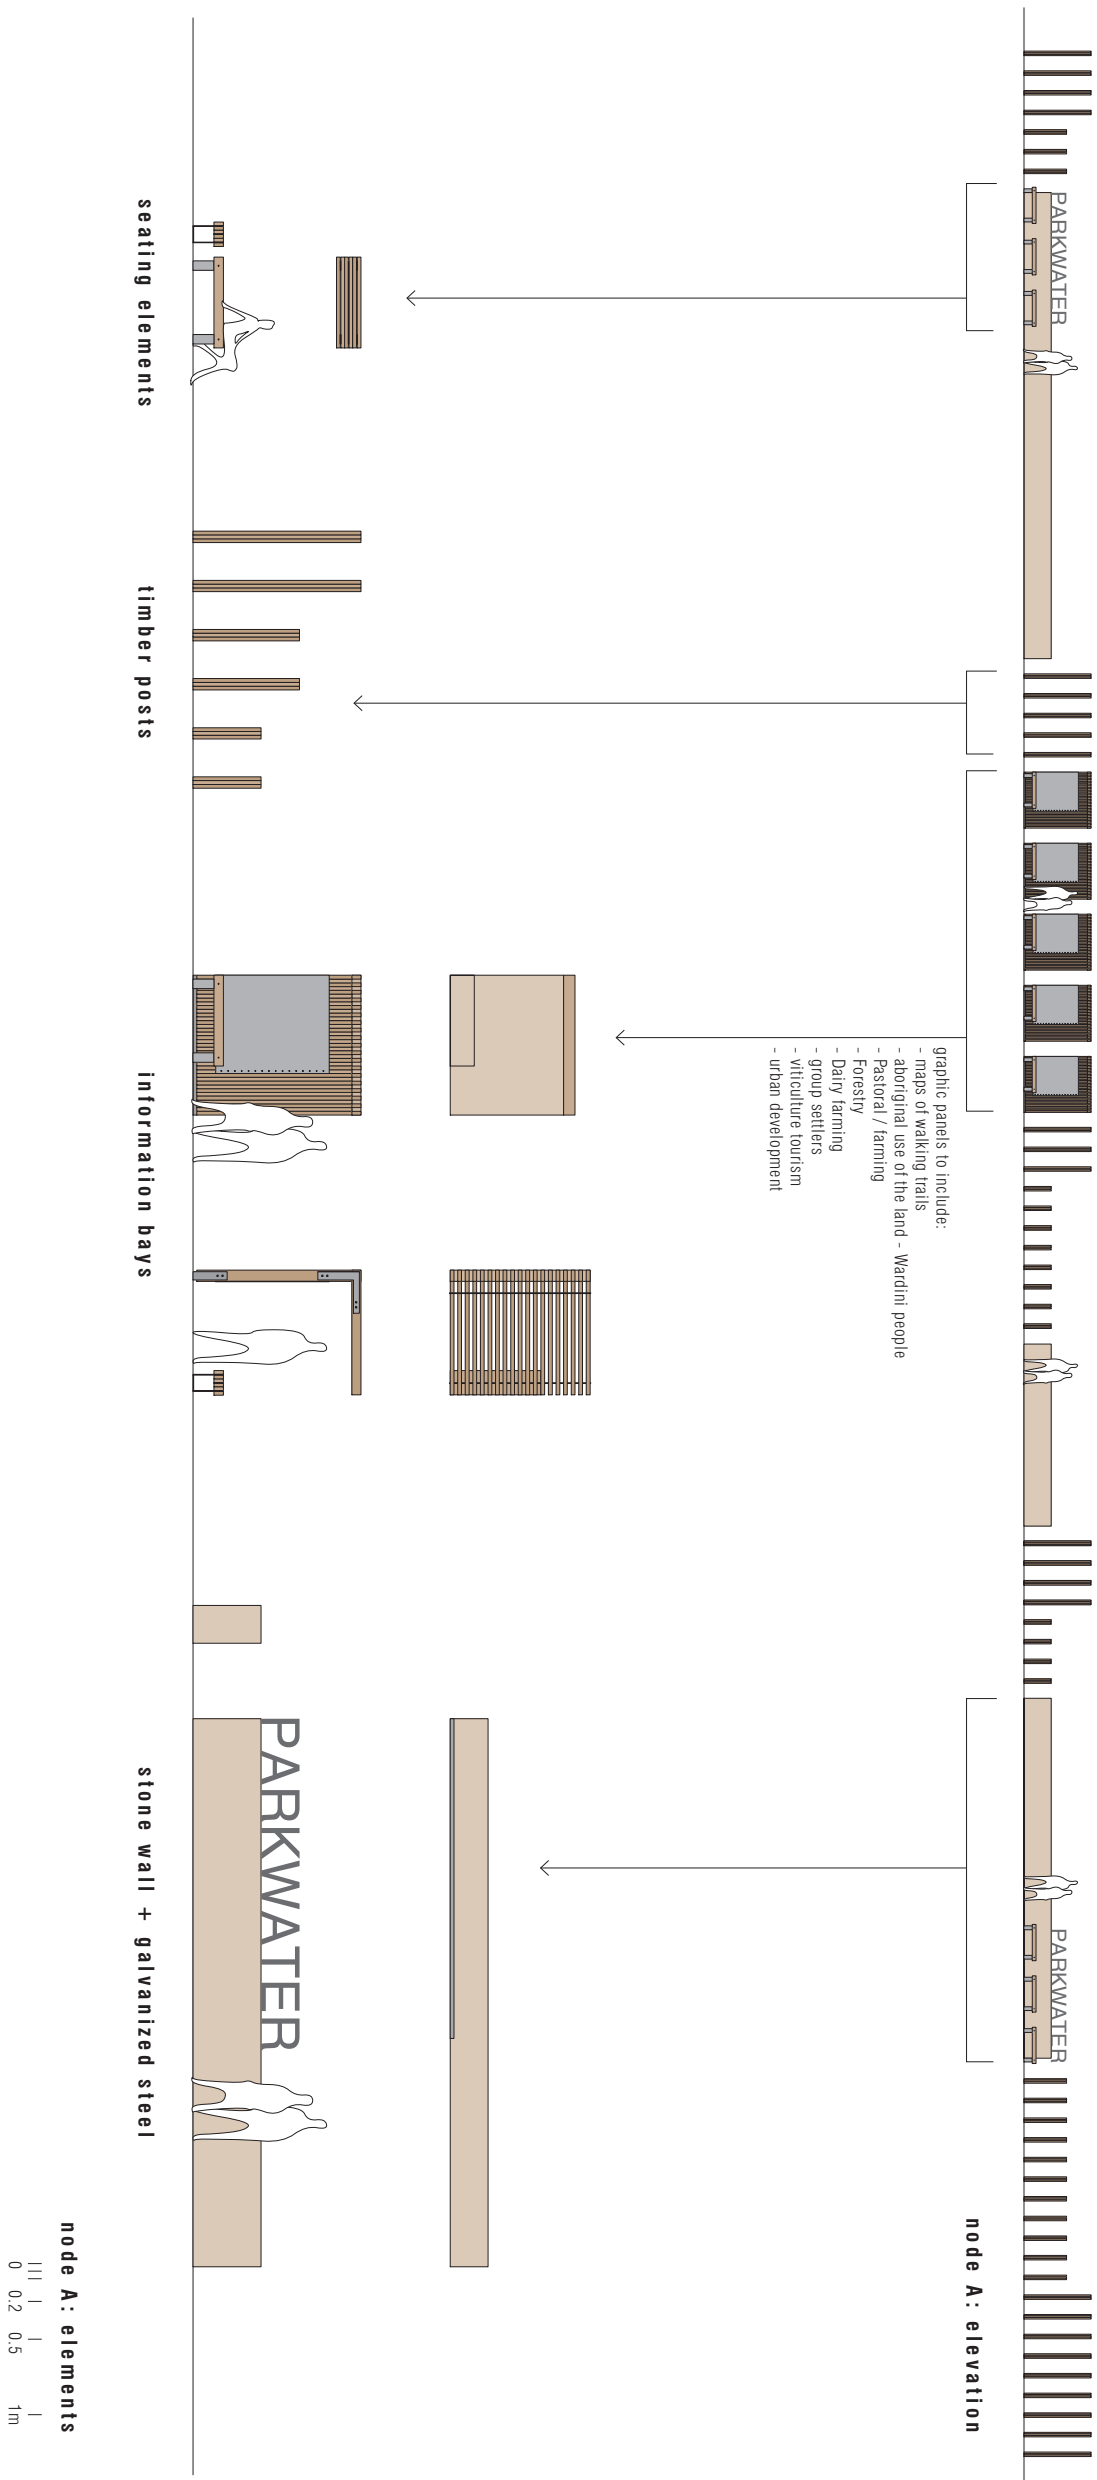 PARKWATER
PARKWATER
node A: elevation
graphic panels to include:
- maps of walking trails
- aboriginal use of the land - Wardini people
- Pastoral / farming
- Forestry
- Dairy farming
- group settlers
- viticulture tourism
- urban development
PARKWATER
seating elements
timber posts
information bays
stone wall + galvanized steel
node A: elements
0 0.2 0.5 1m